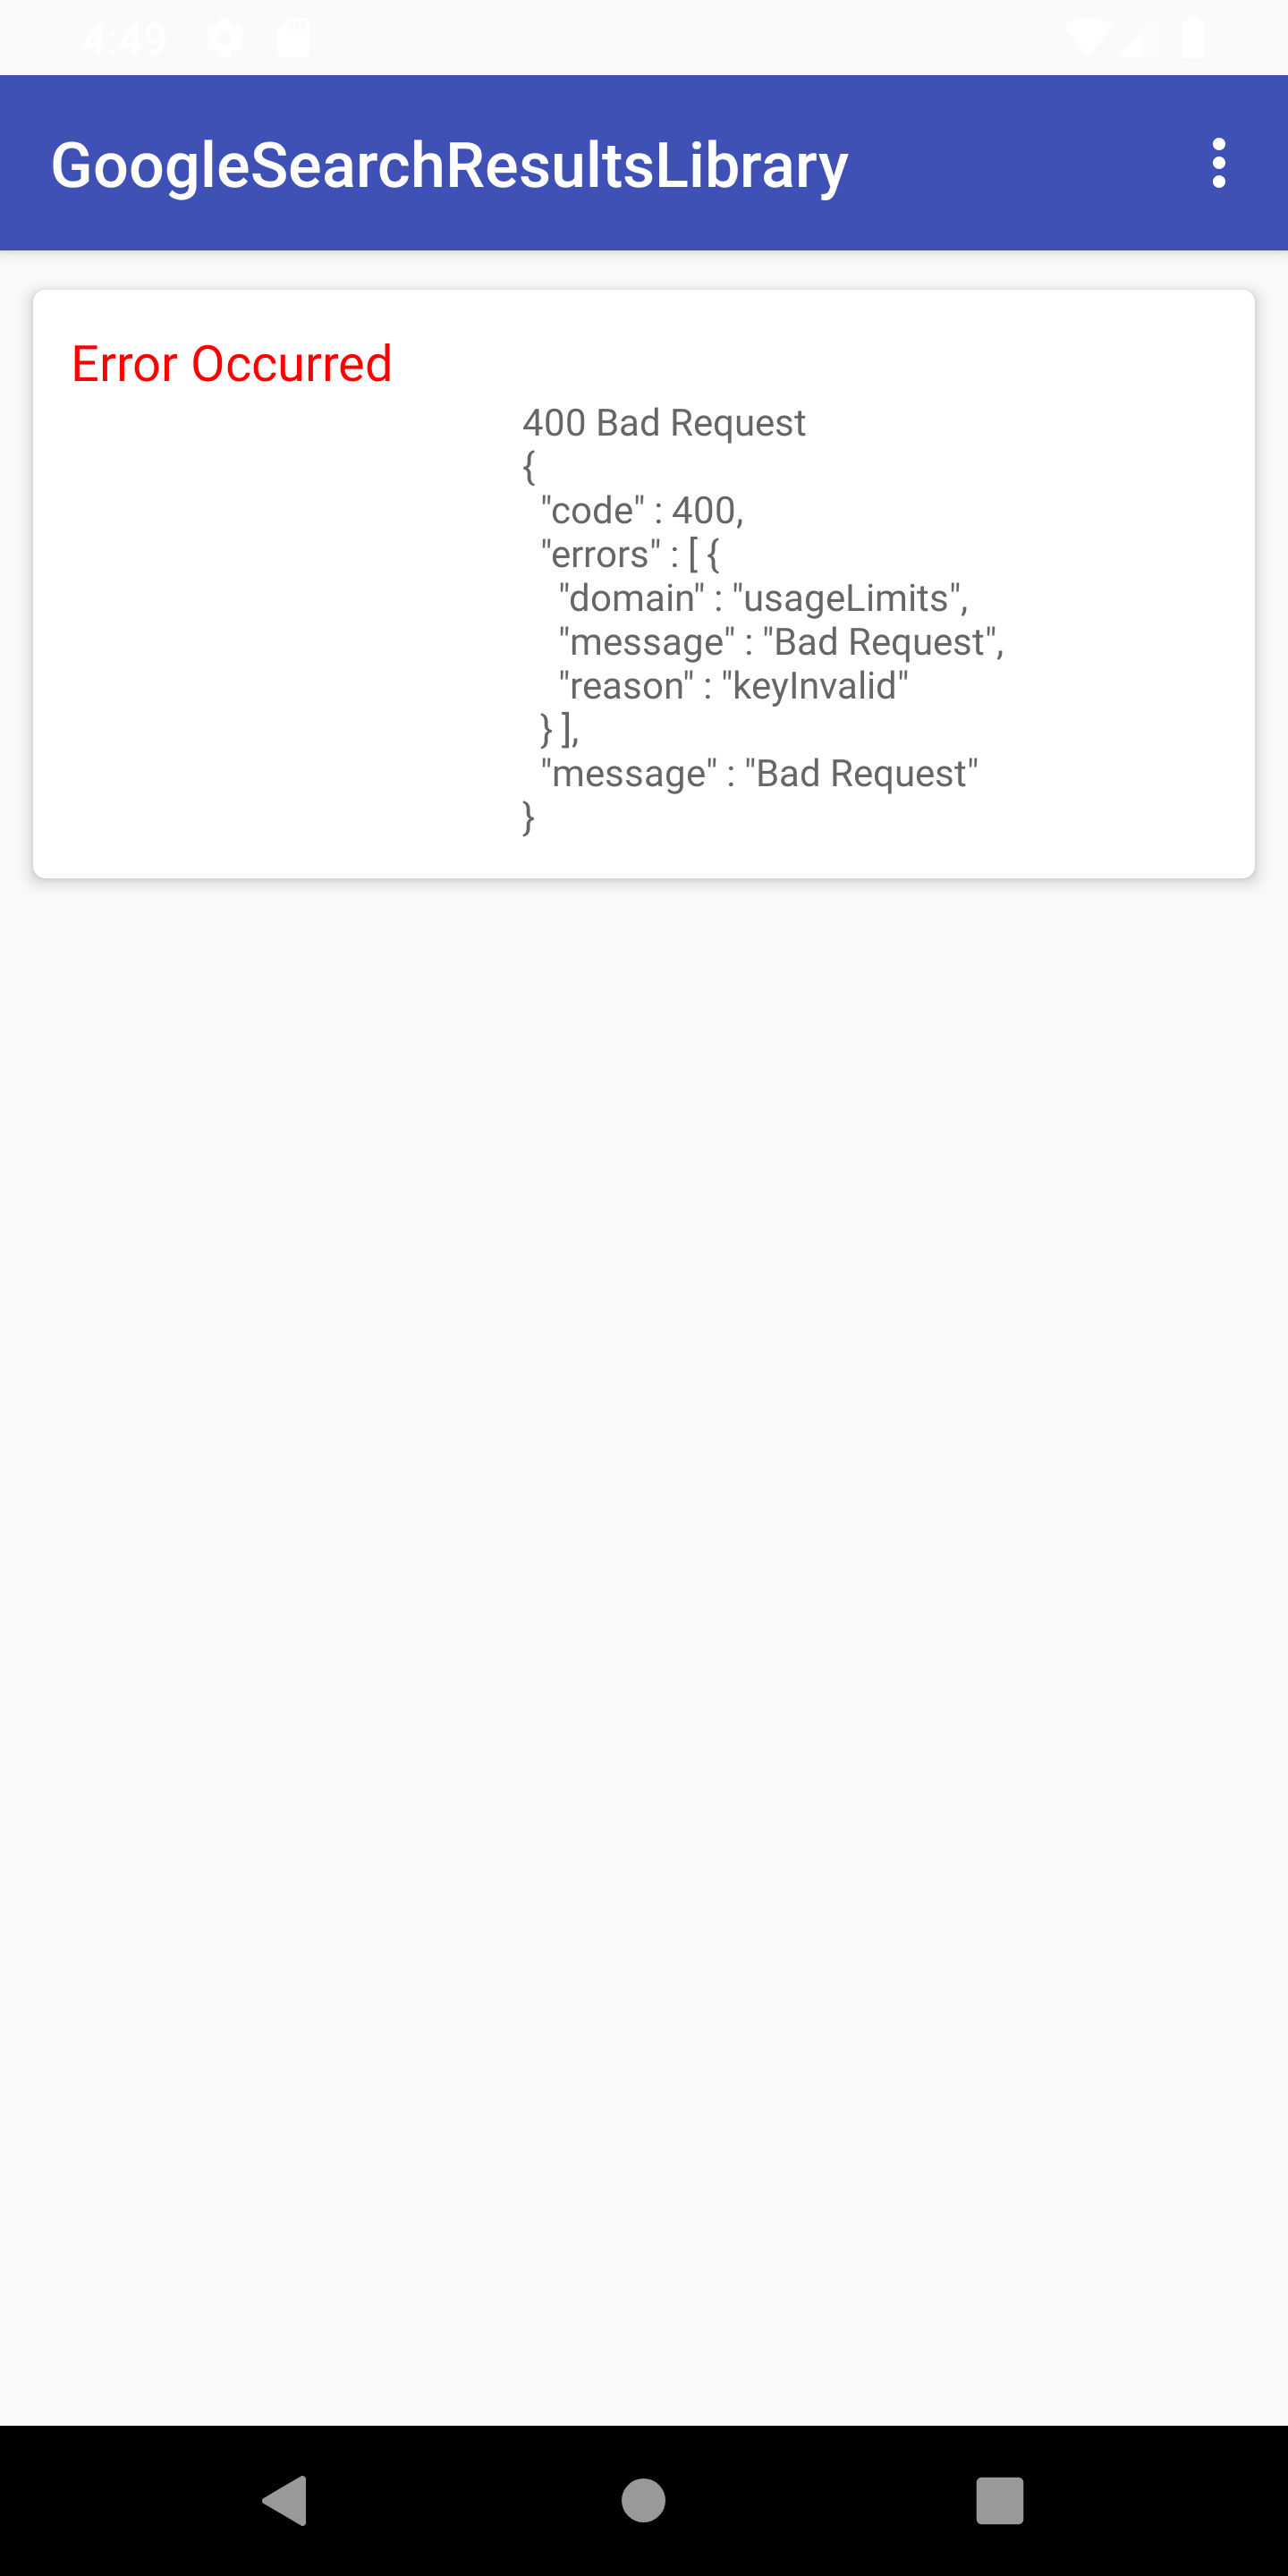 4:49
GoogleSearchResultsLibrary
Error Occurred
400 Bad Request
{
"code" : 400,
"errors" : [ {
"domain" : "usageLimits",
"message" : "Bad Request",
"reason" : "keyInvalid"
} ],
"message" : "Bad Request"
}